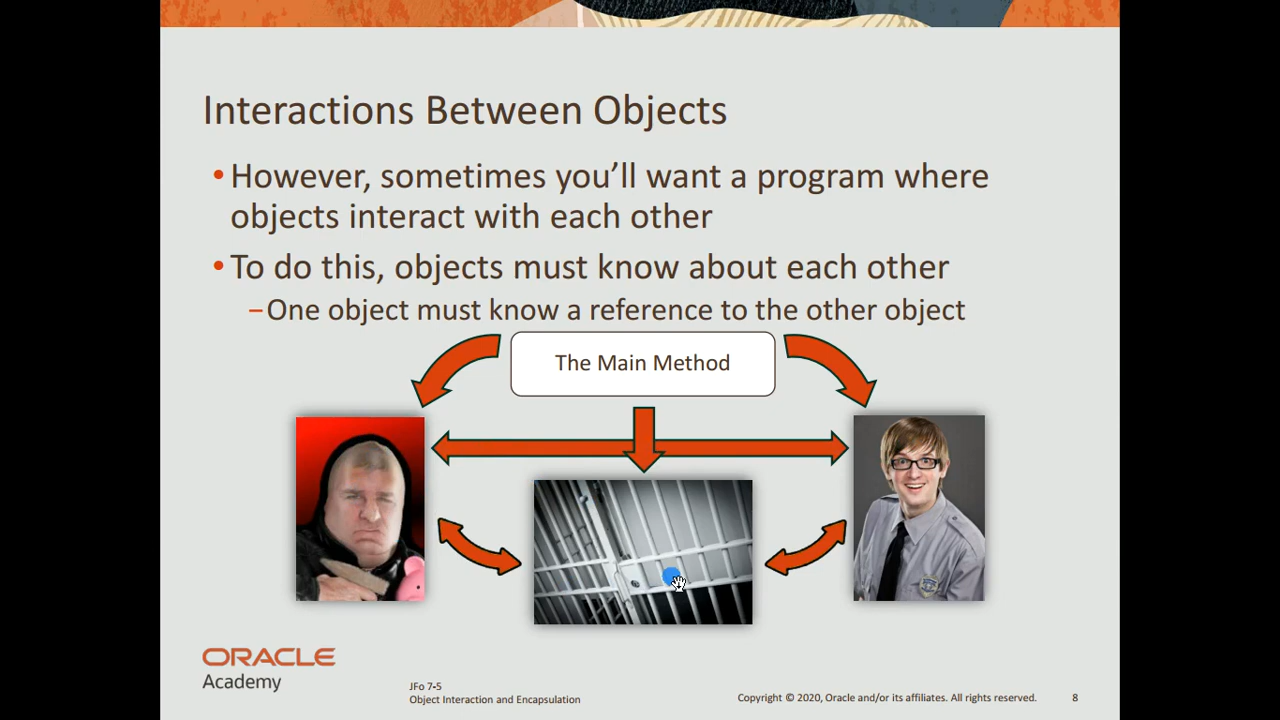 Interactions Between Objects
•However, sometimes you’ll want a program where
objects interact with each other
•To do this, objects must know about each other
–One object must know a reference to the other object
The Main Method
ORACLE
Academy
JFo 7-5
Object Interaction and Encapsulation
Copyright © 2020, Oracle and/or its affiliates. All rights reserved.
8